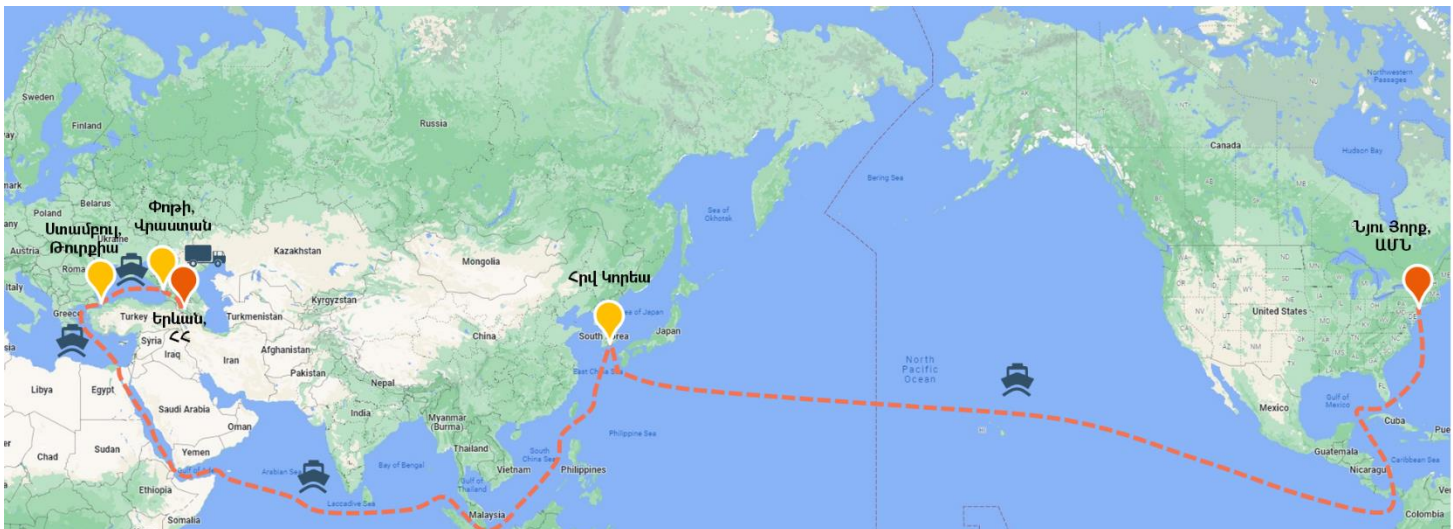 Sweden
Finland
Russia
Canada
Northwestern
Passages
Hudson Bay
Bering Sea
Sea of
Okhotsk
Poland
Belarus
Ukraine
Austria
Italy
Greece
Ստամբուլ,
Թուրքիա
Փոթի,
Վրաստան
Երևան,
ՀՀ
Հրվ Կորեա
Նյու Յորք,
ԱՄՆ
Kazakhstan
Mongolia
Kyrgyzstan
Turkmenistan
Turkey
Syria
Iraq
Iran
Afghanistan
Pakistan
China
Nepal
India
Japan
East China Sea
United States
North
Pacific
Ocean
Gulf of
Mexico
Mexico
Cuba
Libya
Egypt
Saudi Arabia
Oman
Yemen
Chad
Sudan
Ethiopia
Somalia
Arabian Sea
Laccadive Sea
Bay of Bengal
Myanmar
(Burma)
Thailand
Gulf of
Thailand
Vietnam
South
China Sea
Philippines
Philippine Sea
Malaysia
Guatemala
Caribbean Sea
Colombia